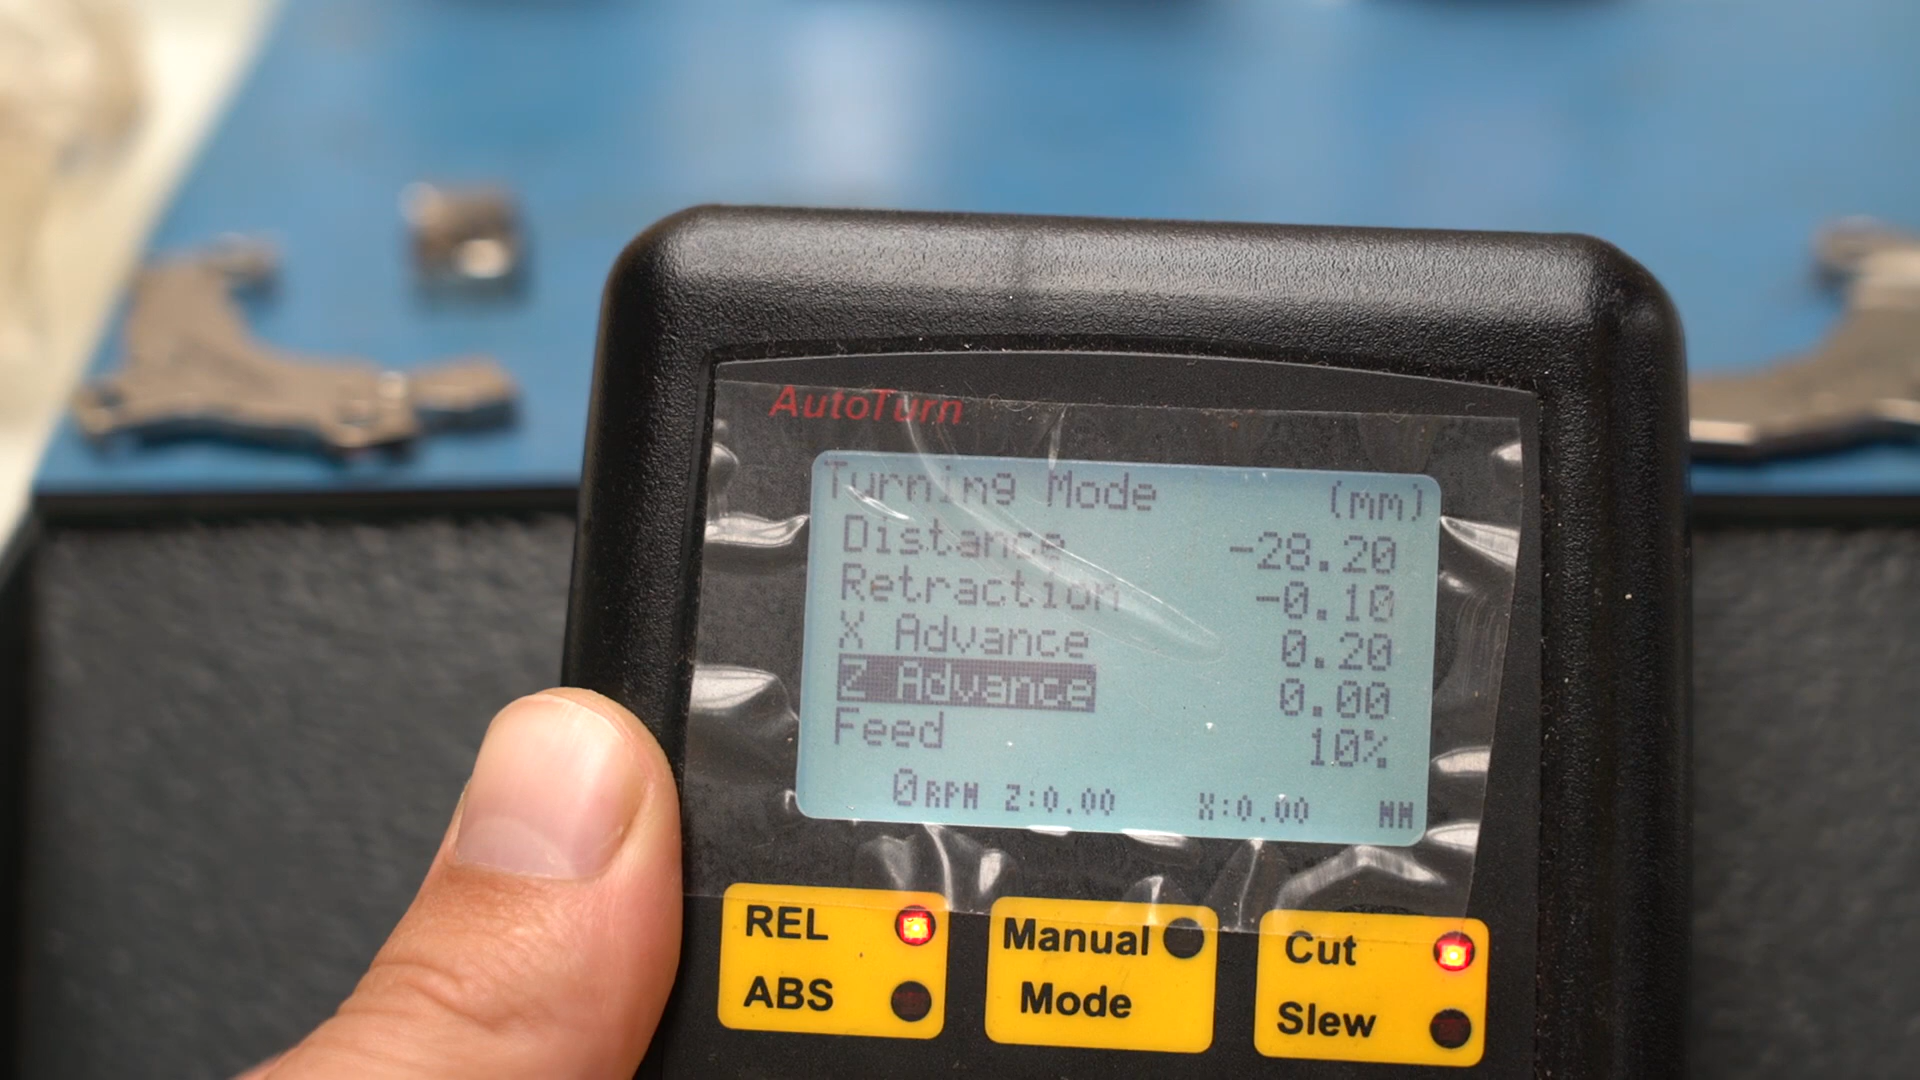 AutoTurn
Turning Mode (mm)
Distance -28.20
Retraction -0.10
X Advance 0.20
Z Advance 0.00
Feed 10%
0RPM Z:0.00 X:0.00 MM
REL
ABS
Manual
Mode
Cut
Slew